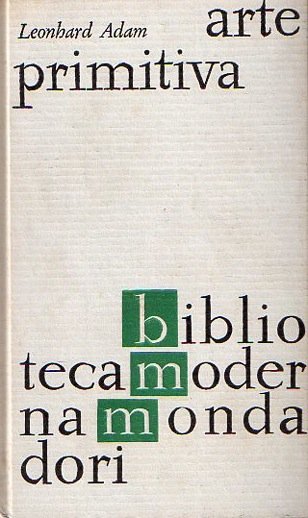 Leonhard Adam arte
primitiva
biblio
tecamoder
namonda
dori